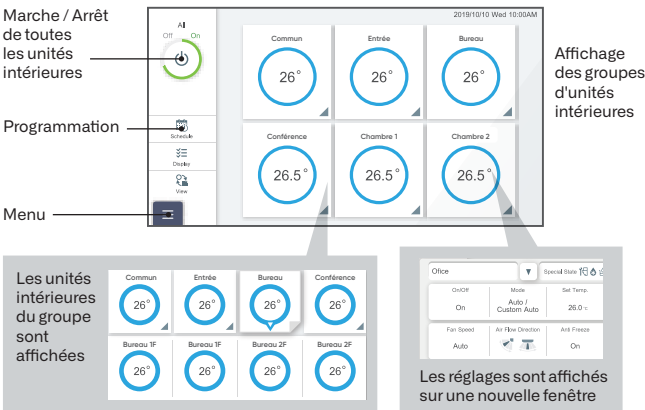 Marche / Arrêt
de toutes
les unités
intérieures
Programmation
Menu
All
Off
On
Schedule
Display
View
2019/10/10 Wed 10:00AM
Commun
Entrée
Bureau
26°
26°
26°
Conférence
Chambre 1
Chambre 2
26.5°
26.5°
26.5°
Affichage
des groupes
d'unités
intérieures
Les unités
intérieures
du groupe
sont
affichées
Commun
Entrée
Bureau
Conférence
26°
26°
26°
26°
Bureau 1F
Bureau 1F
Bureau 2F
Bureau 2F
26°
26°
26°
26°
Ofice
Special State
On/Off
Mode
Set Temp.
On
Auto /
Custom Auto
26.0 °c
Fan Speed
Air Flow Direction
Anti Freeze
Auto
On
Les réglages sont affichés
sur une nouvelle fenêtre